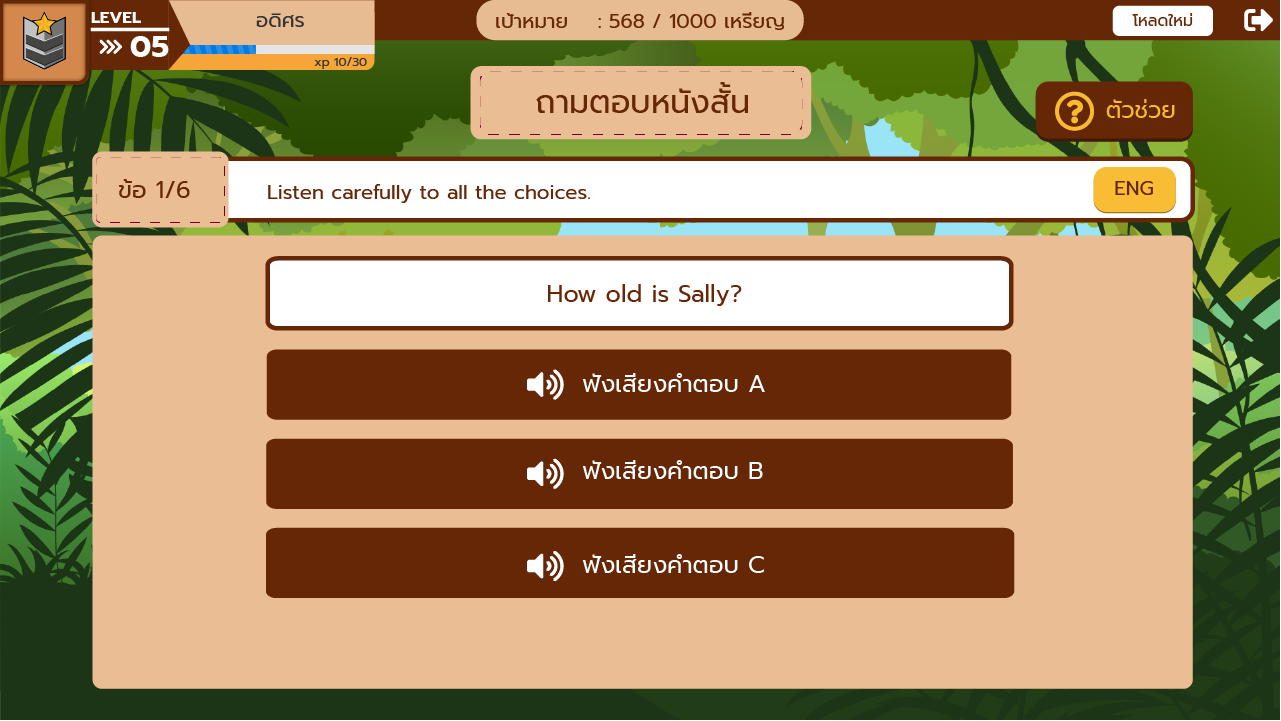 LEVEL
05
อดิศร
xp 10/30
เป้าหมาย : 568 / 1000 เหรียญ
โหลดใหม่
ถามตอบหนังสั้น
ตัวช่วย
ข้อ 1/6
Listen carefully to all the choices.
ENG
How old is Sally?
ฟังเสียงคำตอบ A
ฟังเสียงคำตอบ B
ฟังเสียงคำตอบ C